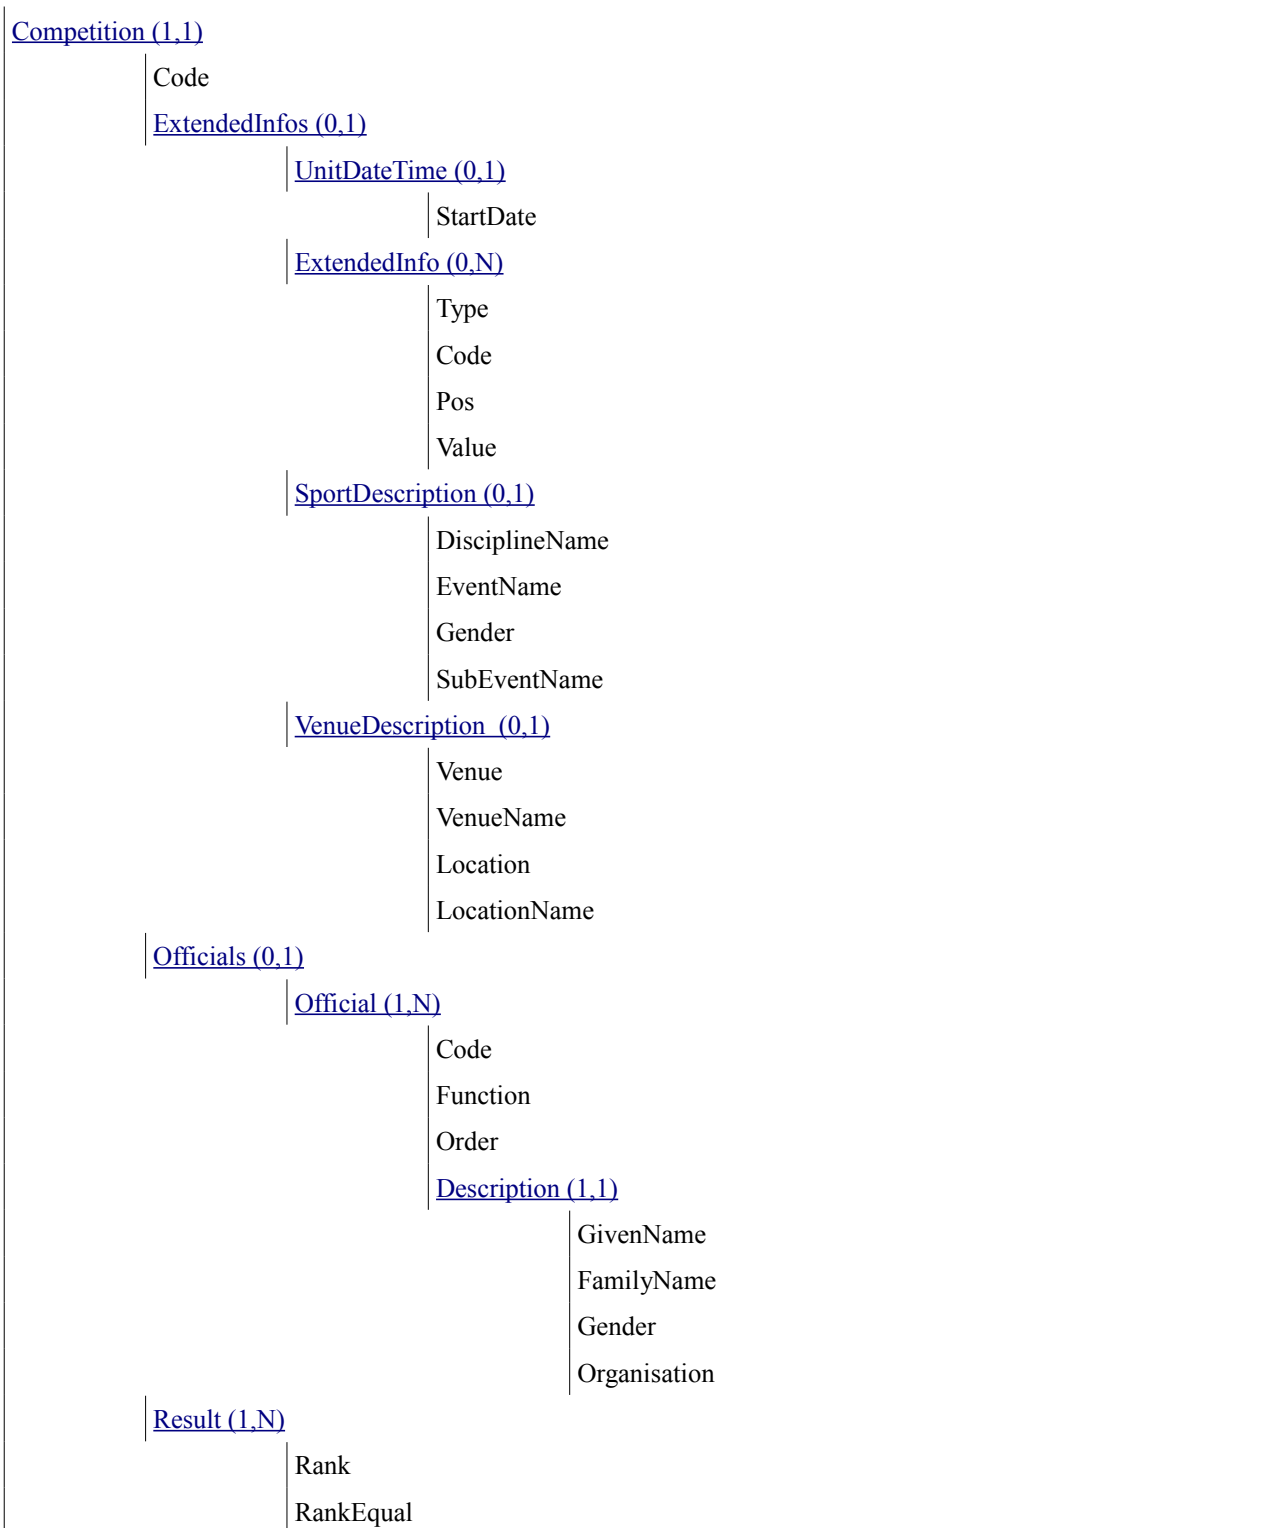 Competition (1,1)
Code
ExtendedInfos (0,1)
UnitDateTime (0,1)
StartDate
ExtendedInfo (0,N)
Type
Code
Pos
Value
SportDescription (0,1)
DisciplineName
EventName
Gender
SubEventName
VenueDescription  (0,1)
Venue
VenueName
Location
LocationName
Officials (0,1)
Official (1,N)
Code
Function
Order
Description (1,1)
GivenName
FamilyName
Gender
Organisation
Result (1,N)
Rank
RankEqual